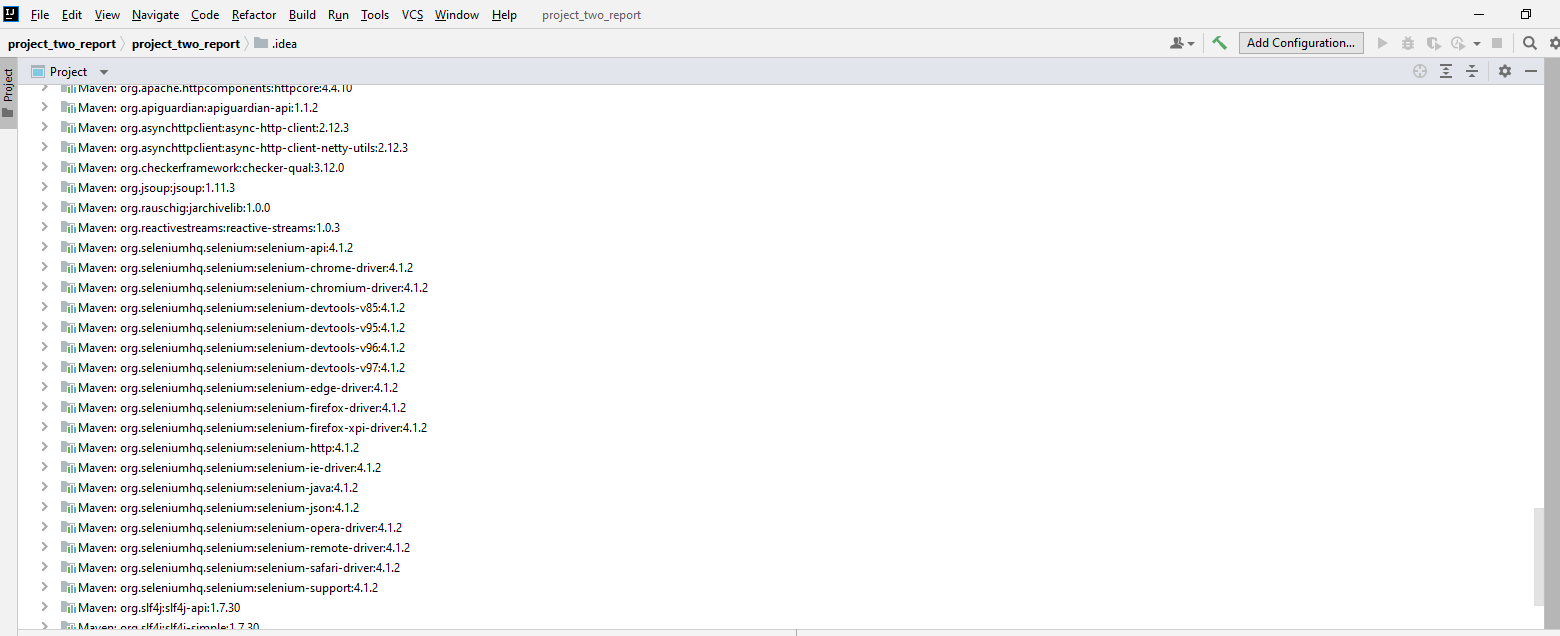 IJ File Edit View Navigate Code Refactor Build Run Tools VCS Window Help project_two_report
project_two_report project_two_report .idea Add Configuration...
Project
Project
Maven: org.apache.httpcomponents:httpcore:4.4.10
Maven: org.apiguardian:apiguardian-api:1.1.2
Maven: org.asynchttpclient:async-http-client:2.12.3
Maven: org.asynchttpclient:async-http-client-netty-utils:2.12.3
Maven: org.checkerframework:checker-qual:3.12.0
Maven: org.jsoup:jsoup:1.11.3
Maven: org.rauschig:jarchivelib:1.0.0
Maven: org.reactivestreams:reactive-streams:1.0.3
Maven: org.seleniumhq.selenium:selenium-api:4.1.2
Maven: org.seleniumhq.selenium:selenium-chrome-driver:4.1.2
Maven: org.seleniumhq.selenium:selenium-chromium-driver:4.1.2
Maven: org.seleniumhq.selenium:selenium-devtools-v85:4.1.2
Maven: org.seleniumhq.selenium:selenium-devtools-v95:4.1.2
Maven: org.seleniumhq.selenium:selenium-devtools-v96:4.1.2
Maven: org.seleniumhq.selenium:selenium-devtools-v97:4.1.2
Maven: org.seleniumhq.selenium:selenium-edge-driver:4.1.2
Maven: org.seleniumhq.selenium:selenium-firefox-driver:4.1.2
Maven: org.seleniumhq.selenium:selenium-firefox-xpi-driver:4.1.2
Maven: org.seleniumhq.selenium:selenium-http:4.1.2
Maven: org.seleniumhq.selenium:selenium-ie-driver:4.1.2
Maven: org.seleniumhq.selenium:selenium-java:4.1.2
Maven: org.seleniumhq.selenium:selenium-json:4.1.2
Maven: org.seleniumhq.selenium:selenium-opera-driver:4.1.2
Maven: org.seleniumhq.selenium:selenium-remote-driver:4.1.2
Maven: org.seleniumhq.selenium:selenium-safari-driver:4.1.2
Maven: org.seleniumhq.selenium:selenium-support:4.1.2
Maven: org.slf4j:slf4j-api:1.7.30
Maven: org.slf4j:slf4j-simple:1.7.30